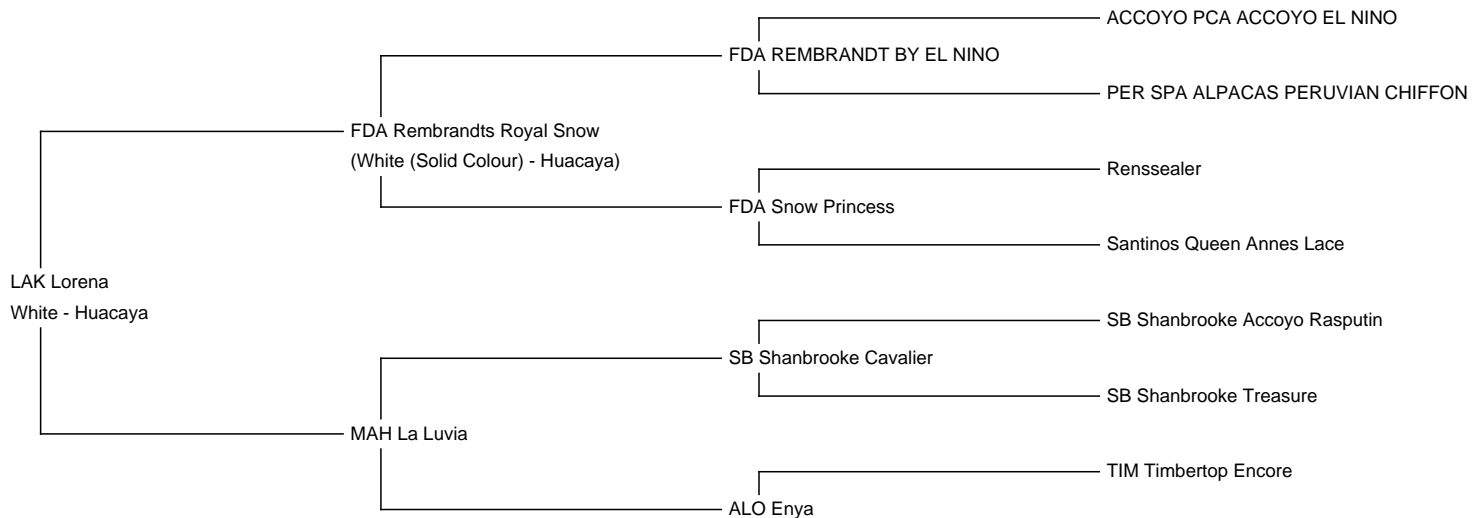 ACCOYO PCA ACCOYO EL NINO
FDA REMBRANDT BY EL NINO
PER SPA ALPACAS PERUVIAN CHIFFON
FDA Rembrandts Royal Snow
(White (Solid Colour) - Huacaya)
Renssealer
FDA Snow Princess
Santinos Queen Annes Lace
LAK Lorena
White - Huacaya
SB Shanbrooke Accoyo Rasputin
SB Shanbrooke Cavalier
SB Shanbrooke Treasure
MAH La Luvia
TIM Timbertop Encore
ALO Enya